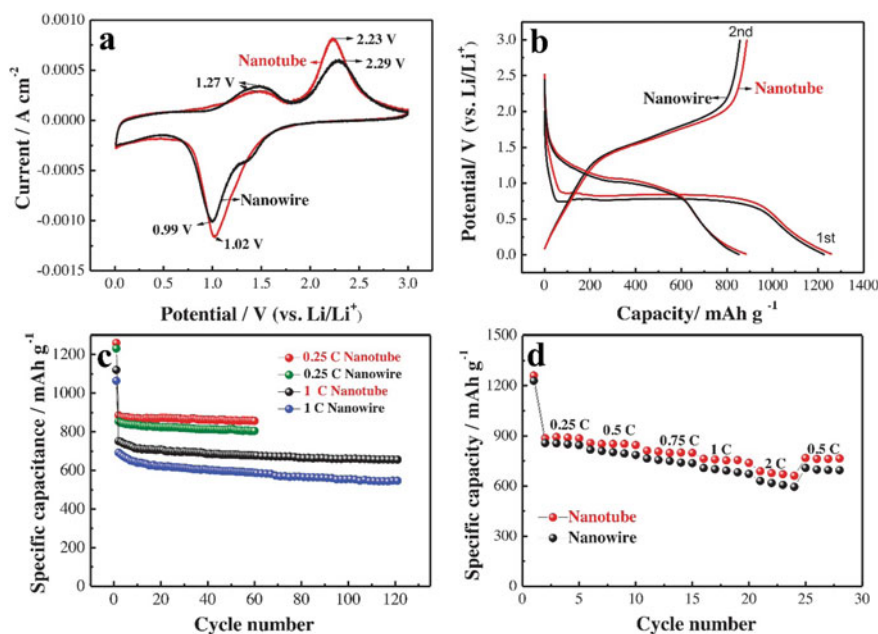 a
Current / A cm⁻²
0.0010
0.0005
0.0000
-0.0005
-0.0010
-0.0015
2.23 V
Nanotube
2.29 V
1.27 V
Nanowire
0.99 V
1.02 V
0.0 0.5 1.0 1.5 2.0 2.5 3.0
Potential / V (vs. Li/Li⁺)
b
Potential/ V (vs. Li/Li⁺)
3.0
2.5
2.0
1.5
1.0
0.5
0.0
2nd
Nanowire
Nanotube
1st
0 200 400 600 800 1000 1200 1400
Capacity/ mAh g⁻¹
c
Specific capacitance / mAh g⁻¹
1200
1000
800
600
400
200
0
0.25 C Nanotube
0.25 C Nanowire
1 C Nanotube
1 C Nanowire
0 20 40 60 80 100 120
Cycle number
d
Specific capacity / mAh g⁻¹
1500
1200
900
600
300
0
0.25 C
0.5 C
0.75 C
1 C
2 C
0.5 C
Nanotube
Nanowire
0 5 10 15 20 25 30
Cycle number